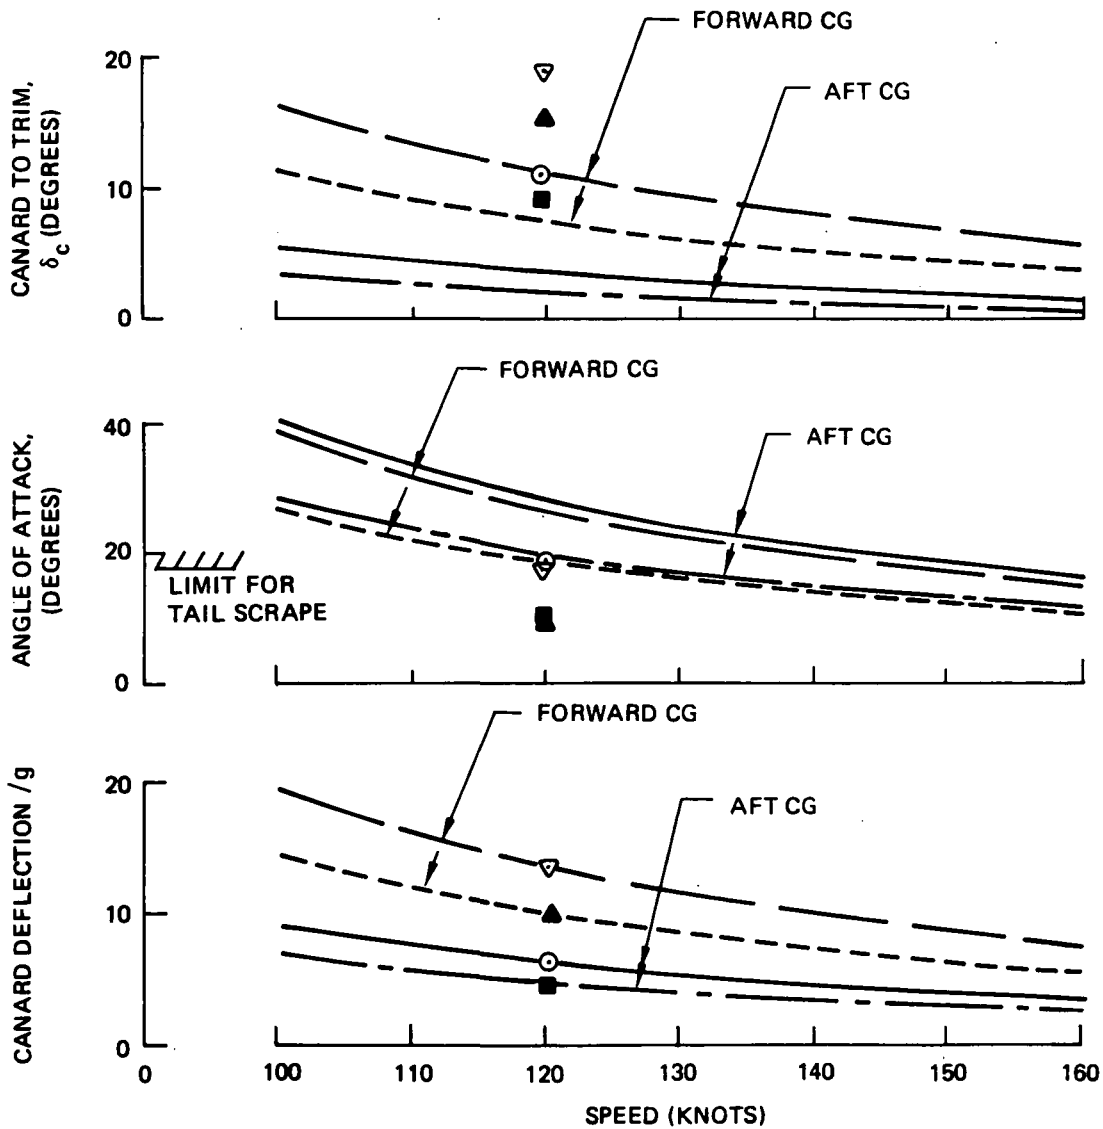 FORWARD CG
AFT CG
CANARD TO TRIM,
δc (DEGREES)
20
10
0
FORWARD CG
AFT CG
ANGLE OF ATTACK,
(DEGREES)
40
20
0
LIMIT FOR
TAIL SCRAPE
FORWARD CG
AFT CG
CANARD DEFLECTION /g
20
10
0
0 100 110 120 130 140 150 160
SPEED (KNOTS)